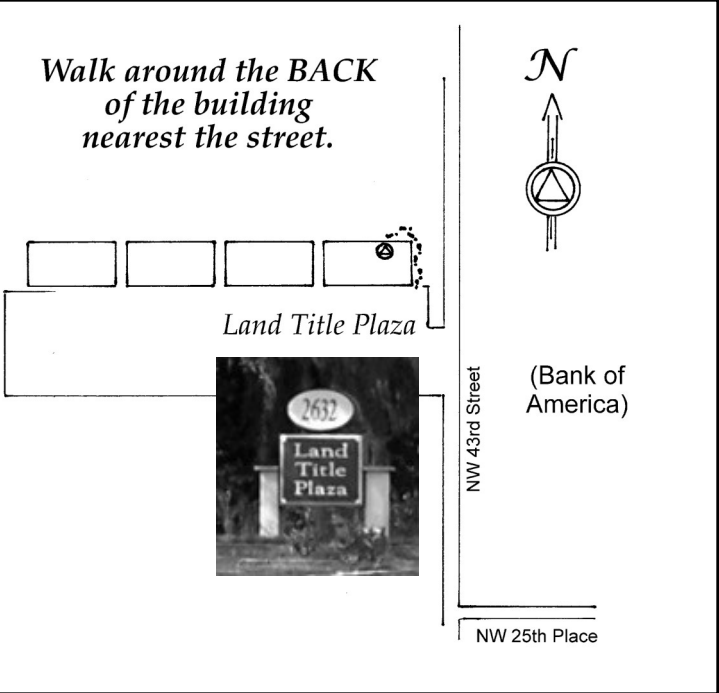 Walk around the BACK
of the building
nearest the street.
N
Land Title Plaza
2632
Land
Title
Plaza
NW 43rd Street
(Bank of
America)
NW 25th Place